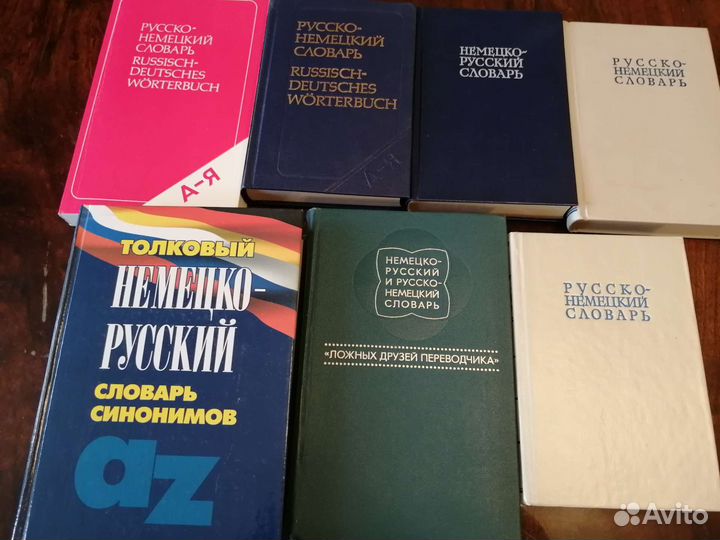 РУССКО-
НЕМЕЦКИЙ
СЛОВАРЬ
RUSSISCH-
DEUTSCHES
WÖRTERBUCH
А-Я
РУССКО-
НЕМЕЦКИЙ
СЛОВАРЬ
RUSSISCH-
DEUTSCHES
WÖRTERBUCH
А-Я
НЕМЕЦКО-
РУССКИЙ
СЛОВАРЬ
РУССКО-
НЕМЕЦКИЙ
СЛОВАРЬ
ТОЛКОВЫЙ
НЕМЕЦКО-
РУССКИЙ
СЛОВАРЬ
СИНОНИМОВ
az
НЕМЕЦКО-
РУССКИЙ
И РУССКО-
НЕМЕЦКИЙ
СЛОВАРЬ
«ЛОЖНЫХ ДРУЗЕЙ ПЕРЕВОДЧИКА»
РУССКО-
НЕМЕЦКИЙ
СЛОВАРЬ
Avito